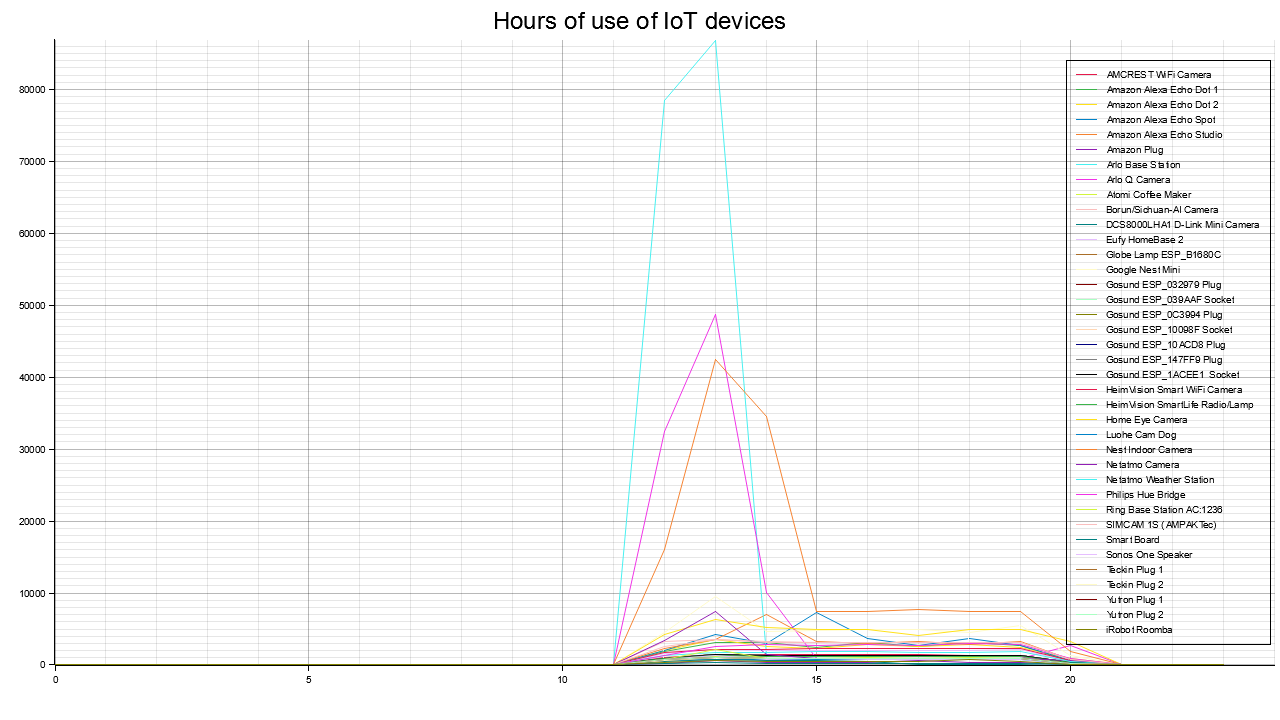 Hours of use of IoT devices
80000
70000
60000
50000
40000
30000
20000
10000
0
0
5
10
15
20
AMCREST WiFi Camera
Amazon Alexa Echo Dot 1
Amazon Alexa Echo Dot 2
Amazon Alexa Echo Spot
Amazon Alexa Echo Studio
Amazon Plug
Arlo Base Station
Arlo Q Camera
Atomi Coffee Maker
Borun/Sichuan-AI Camera
DCS8000LHA1 D-Link Mini Camera
Eufy HomeBase 2
Globe Lamp ESP_B1680C
Google Nest Mini
Gosund ESP_032979 Plug
Gosund ESP_039AAF Socket
Gosund ESP_0C3994 Plug
Gosund ESP_10098F Socket
Gosund ESP_10ACD8 Plug
Gosund ESP_147FF9 Plug
Gosund ESP_1ACEE1 Socket
HeimVision Smart WiFi Camera
HeimVision SmartLife Radio/Lamp
Home Eye Camera
Luohe Cam Dog
Nest Indoor Camera
Netatmo Camera
Netatmo Weather Station
Philips Hue Bridge
Ring Base Station AC:1236
SIMCAM 1S (AMPAKTec)
Smart Board
Sonos One Speaker
Teckin Plug 1
Teckin Plug 2
Yutron Plug 1
Yutron Plug 2
iRobot Roomba